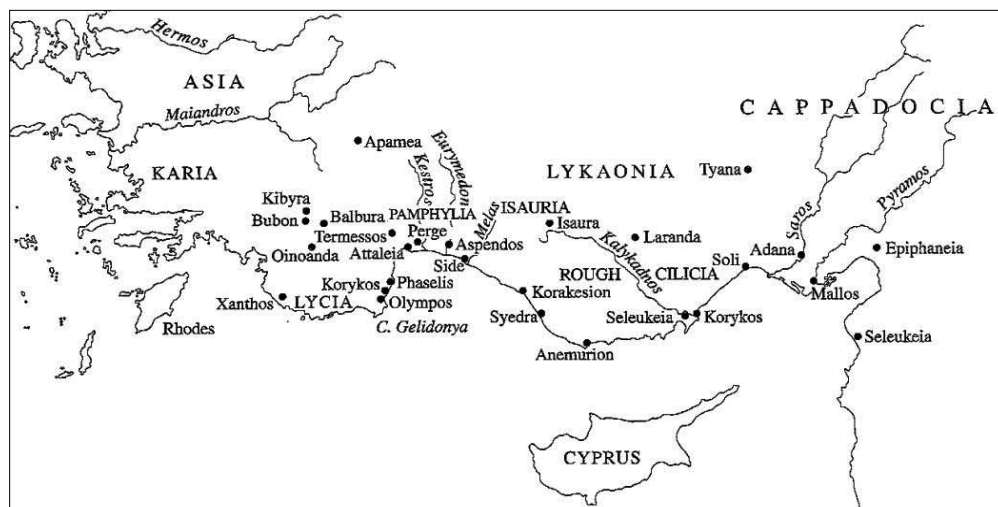 Hermos
ASIA
CAPPADOCIA
Maiandros
Apamea
Eurymedon
Kestros
LYKAONIA
Tyana
Pyramos
KARIA
Kibyra
Bubon
Balbura
PAMPHYLIA
Melas
ISAURIA
Saros
Termessos
Perge
Isaura
Laranda
Oinoanda
Attaleia
Aspendos
Kalykadnos
Adana
Epiphaneia
Side
Soli
Korykos
Phaselis
ROUGH
CILICIA
Mallos
Xanthos
LYCIA
Olympos
Korakesion
Rhodes
C. Gelidonya
Syedra
Seleukeia
Korykos
Seleukeia
Anemurion
CYPRUS